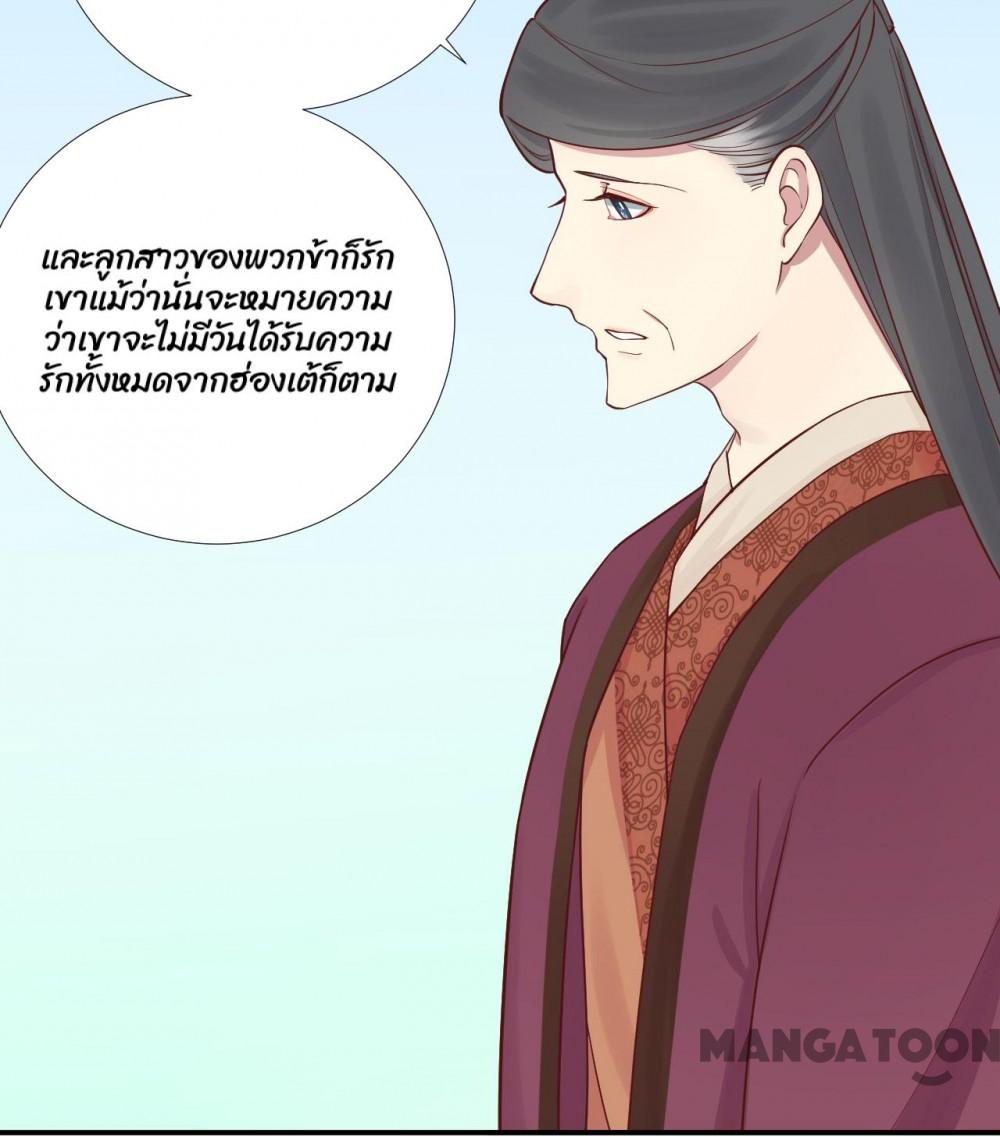 และลูกสาวของพวกข้าก็รัก
เขาแม้ว่านั่นจะหมายความ
ว่าเขาจะไม่มีวันได้รับความ
รักทั้งหมดจากฮ่องเต้ก็ตาม
MANGATOON